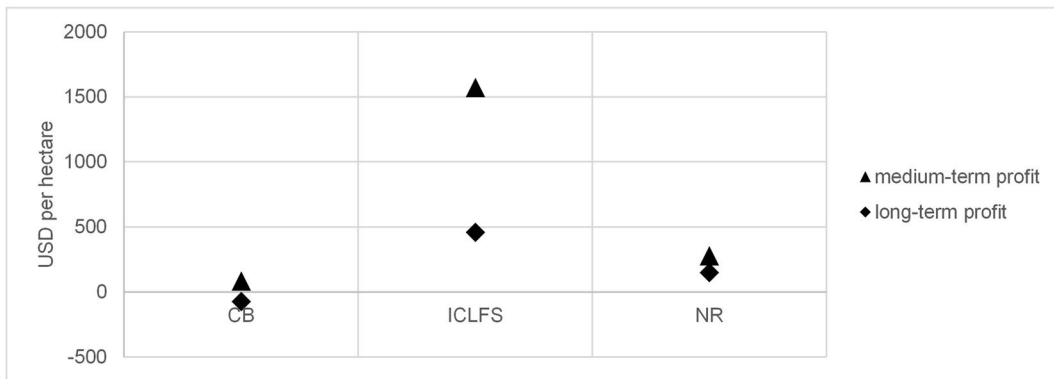 2000
1500
1000
500
0
-500
USD per hectare
CB
ICLFS
NR
medium-term profit
long-term profit